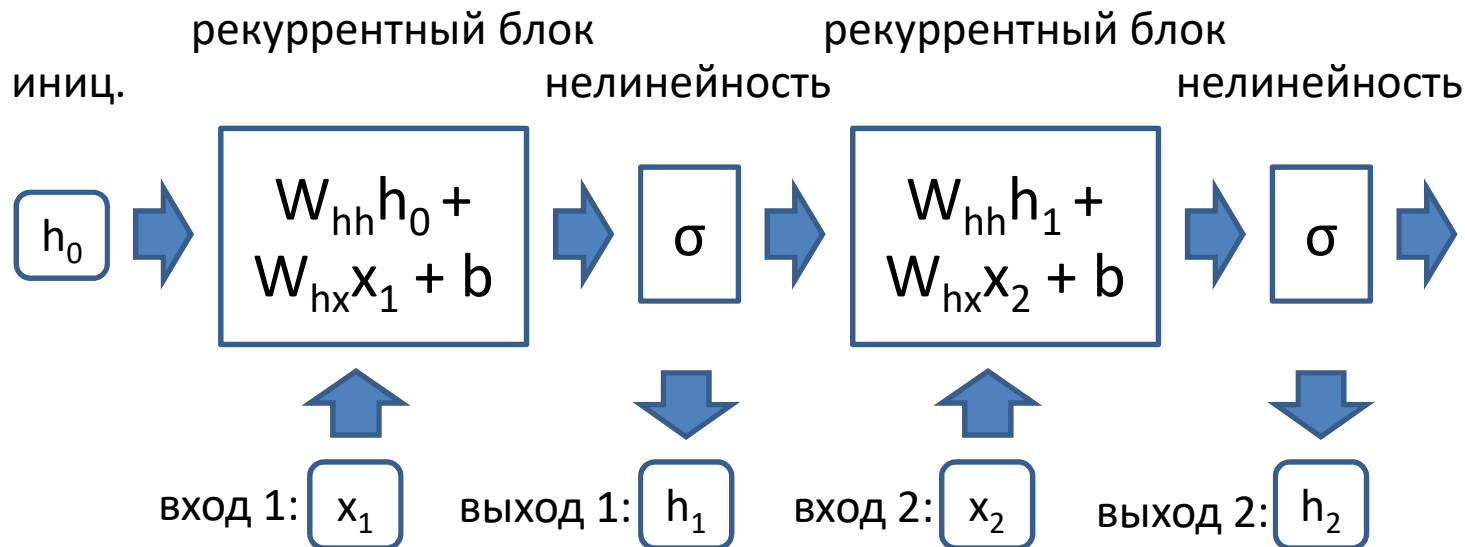 рекуррентный блок
рекуррентный блок
иниц.
нелинейность
нелинейность
h₀
Wₕₕh₀ +
Wₕₓx₁ + b
σ
Wₕₕh₁ +
Wₕₓx₂ + b
σ
вход 1: x₁
выход 1: h₁
вход 2: x₂
выход 2: h₂